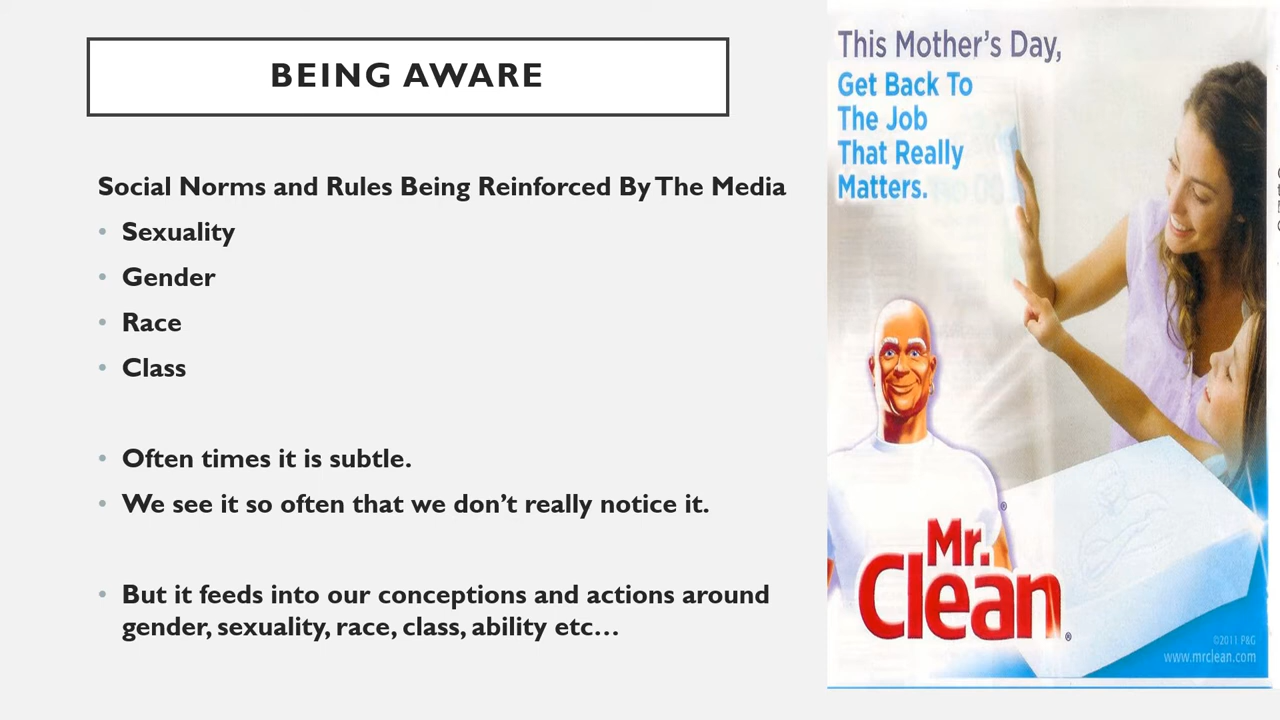 BEING AWARE
Social Norms and Rules Being Reinforced By The Media
• Sexuality
• Gender
• Race
• Class
• Often times it is subtle.
• We see it so often that we don't really notice it.
• But it feeds into our conceptions and actions around
gender, sexuality, race, class, ability etc…
This Mother's Day,
Get Back To
The Job
That Really
Matters.
Mr.
Clean®
®
©2011 P&G
www.mrclean.com